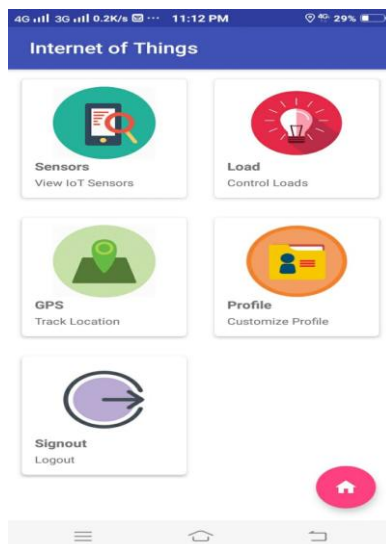 4G 3G 0.2K/s ... 11:12 PM 4G 29%
Internet of Things
Sensors
View IoT Sensors
Load
Control Loads
GPS
Track Location
Profile
Customize Profile
Signout
Logout